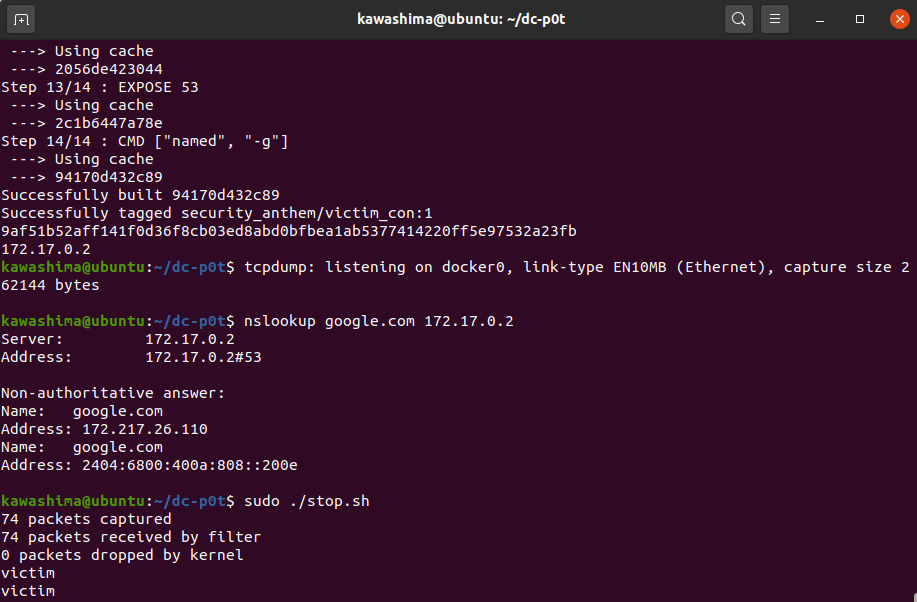 kawashima@ubuntu: ~/dc-p0t
 ---> Using cache
 ---> 2056de423044
Step 13/14 : EXPOSE 53
 ---> Using cache
 ---> 2c1b6447a78e
Step 14/14 : CMD ["named", "-g"]
 ---> Using cache
 ---> 94170d432c89
Successfully built 94170d432c89
Successfully tagged security_anthem/victim_con:1
9af51b52aff141f0d36f8cb03ed8abd0bfbea1ab5377414220ff5e97532a23fb
172.17.0.2
kawashima@ubuntu:~/dc-p0t$ tcpdump: listening on docker0, link-type EN10MB (Ethernet), capture size 2
62144 bytes
kawashima@ubuntu:~/dc-p0t$ nslookup google.com 172.17.0.2
Server:         172.17.0.2
Address:        172.17.0.2#53
Non-authoritative answer:
Name:   google.com
Address: 172.217.26.110
Name:   google.com
Address: 2404:6800:400a:808::200e
kawashima@ubuntu:~/dc-p0t$ sudo ./stop.sh
74 packets captured
74 packets received by filter
0 packets dropped by kernel
victim
victim